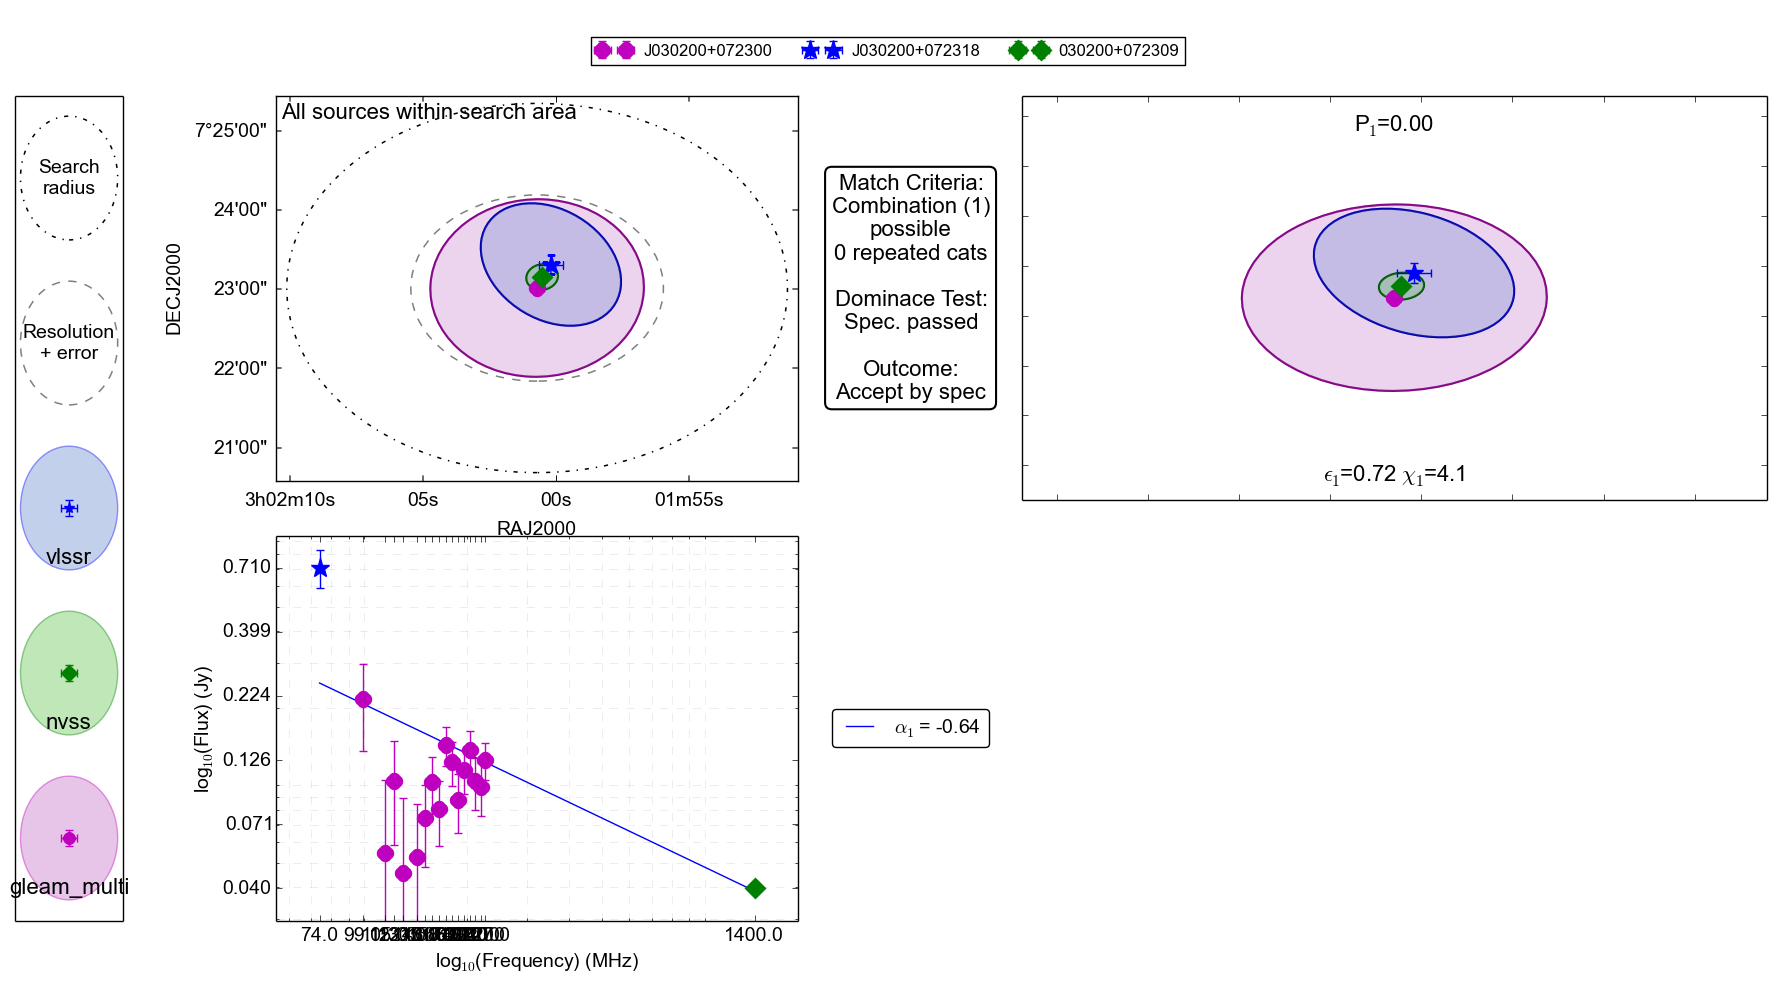 J030200+072300 J030200+072318 030200+072309
Search
radius
Resolution
+ error
vlssr
nvss
gleam_multi
All sources within search area
DECJ2000
7°25'00"
24'00"
23'00"
22'00"
21'00"
3h02m10s 05s 00s 01m55s
RAJ2000
Match Criteria:
Combination (1)
possible
0 repeated cats
Dominace Test:
Spec. passed
Outcome:
Accept by spec
P₁=0.00
ϵ₁=0.72 χ₁=4.1
log₁₀(Flux) (Jy)
0.710
0.399
0.224
0.126
0.071
0.040
74.0 1400.0
log₁₀(Frequency) (MHz)
α₁ = -0.64